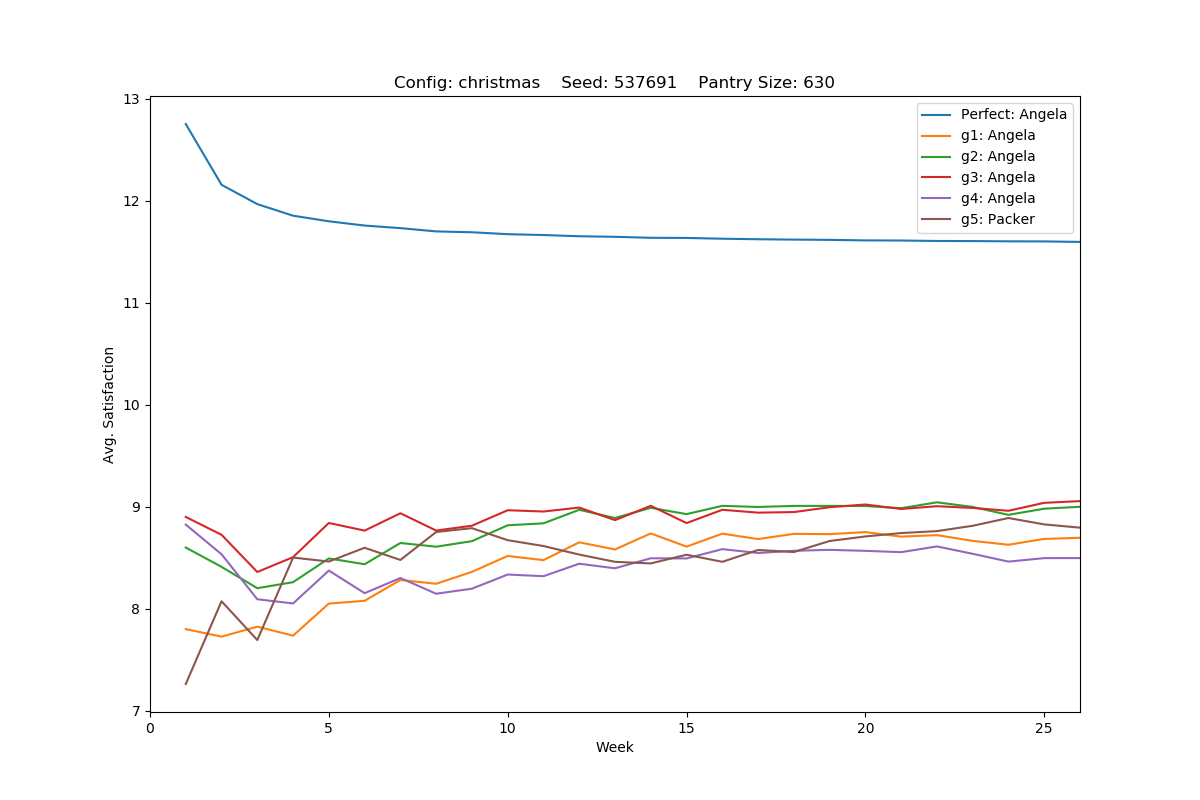 Config: christmas    Seed: 537691    Pantry Size: 630
13
12
11
10
9
8
7
Avg. Satisfaction
Perfect: Angela
g1: Angela
g2: Angela
g3: Angela
g4: Angela
g5: Packer
0 5 10 15 20 25
Week